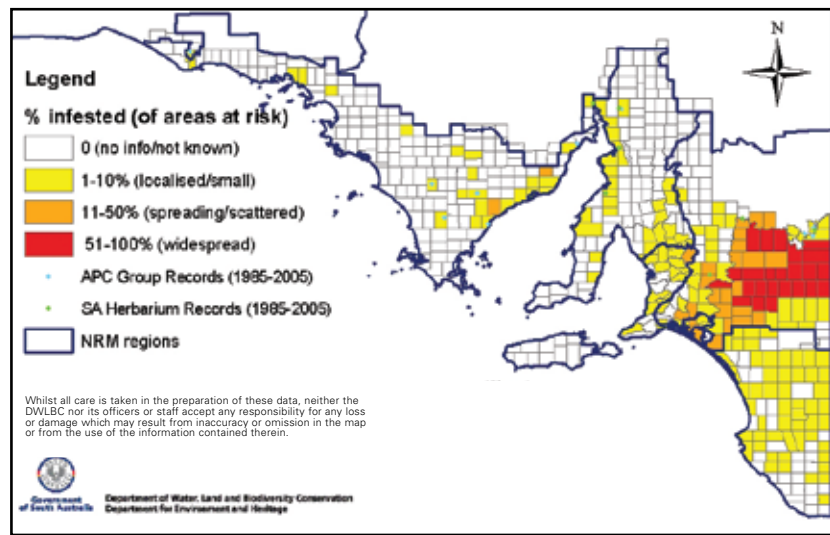 N
Legend
% infested (of areas at risk)
0 (no info/not known)
1-10% (localised/small)
11-50% (spreading/scattered)
51-100% (widespread)
APC Group Records (1985-2005)
SA Herbarium Records (1985-2005)
NRM regions
Whilst all care is taken in the preparation of these data, neither the
DWLBC nor its officers or staff accept any responsibility for any loss
or damage which may result from inaccuracy or omission in the map
or from the use of the information contained therein.
Government
of South Australia
Department of Water, Land and Biodiversity Conservation
Department for Environment and Heritage